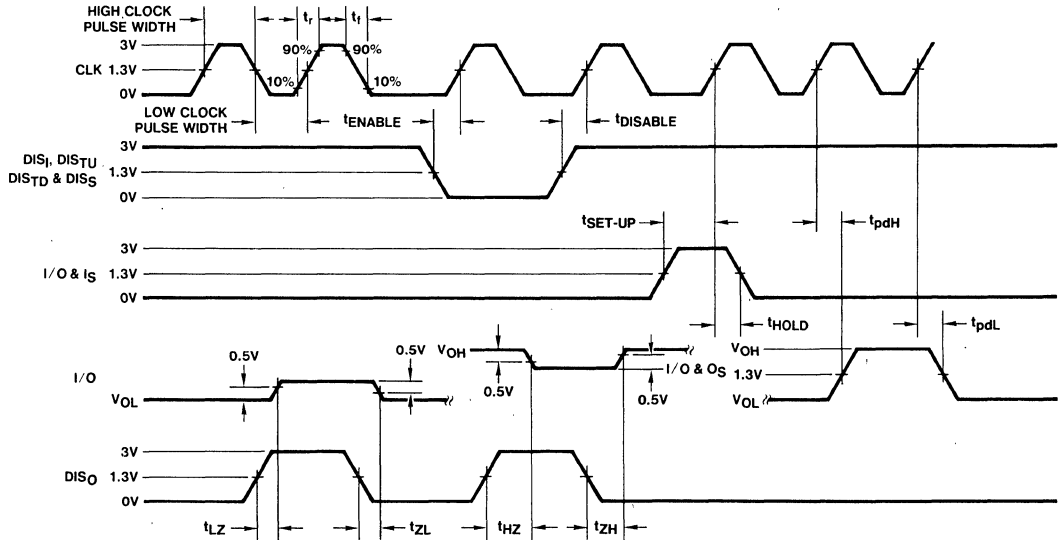 HIGH CLOCK
PULSE WIDTH
tr
tf
3V
90%
90%
CLK 1.3V
10%
10%
0V
LOW CLOCK
PULSE WIDTH
tENABLE
tDISABLE
3V
DISI, DISTU
DISTD & DISS
1.3V
0V
tSET-UP
tpdH
3V
I/O & IS 1.3V
0V
tHOLD
tpdL
0.5V
0.5V
VOH
0.5V
I/O & OS
0.5V
VOH
1.3V
VOL
I/O
VOL
3V
DISO 1.3V
0V
tLZ
tZL
tHZ
tZH